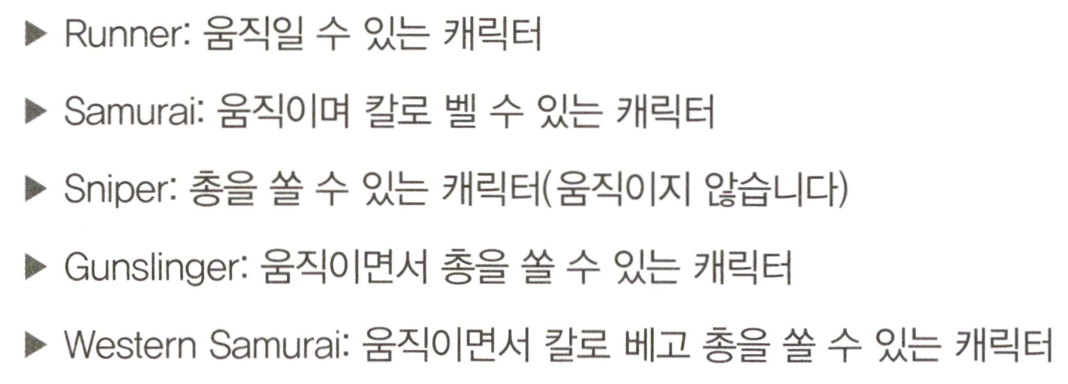 ▶ Runner: 움직일 수 있는 캐릭터
▶ Samurai: 움직이며 칼로 벨 수 있는 캐릭터
▶ Sniper: 총을 쏠 수 있는 캐릭터(움직이지 않습니다)
▶ Gunslinger: 움직이면서 총을 쏠 수 있는 캐릭터
▶ Western Samurai: 움직이면서 칼로 베고 총을 쏠 수 있는 캐릭터